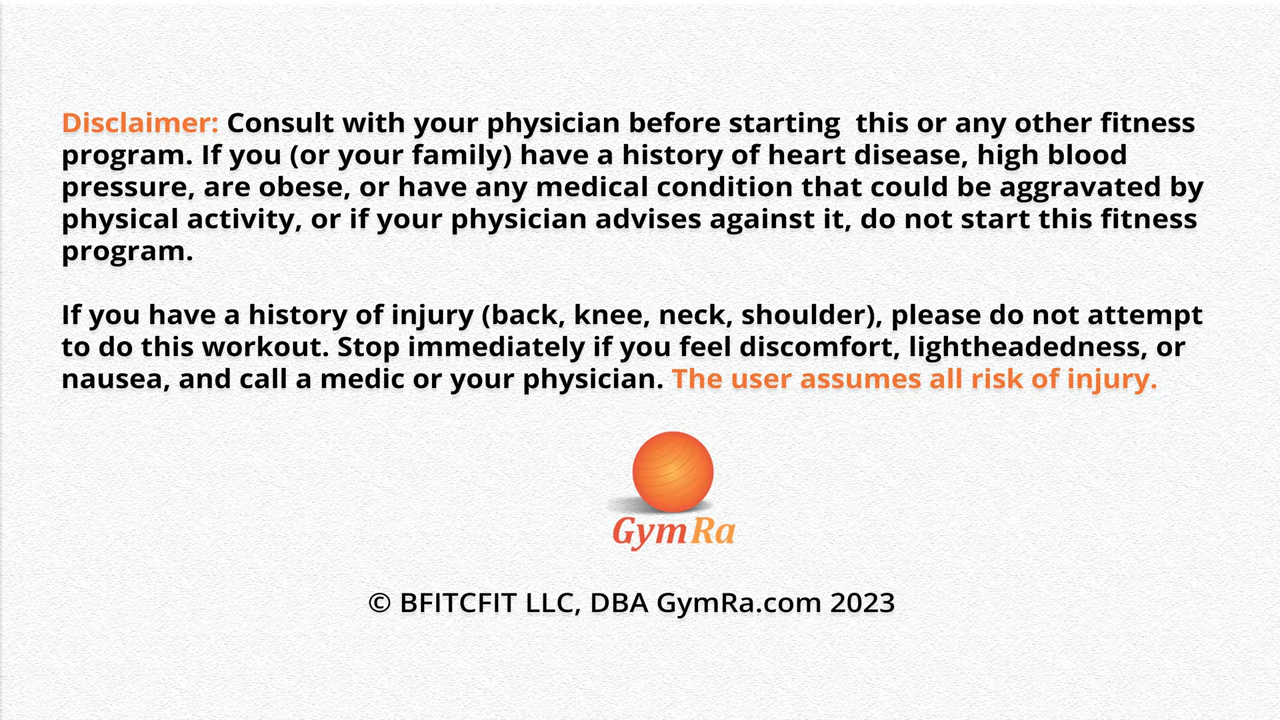 Disclaimer: Consult with your physician before starting  this or any other fitness
program. If you (or your family) have a history of heart disease, high blood
pressure, are obese, or have any medical condition that could be aggravated by
physical activity, or if your physician advises against it, do not start this fitness
program.
If you have a history of injury (back, knee, neck, shoulder), please do not attempt
to do this workout. Stop immediately if you feel discomfort, lightheadedness, or
nausea, and call a medic or your physician. The user assumes all risk of injury.
GymRa
© BFITCFIT LLC, DBA GymRa.com 2023